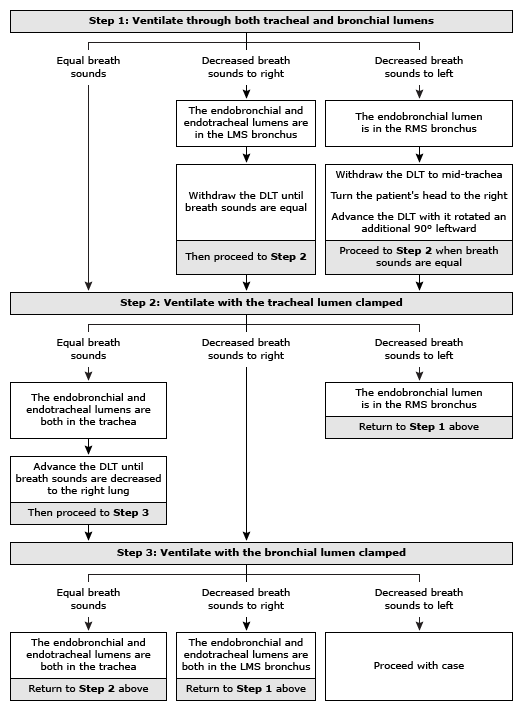 Step 1: Ventilate through both tracheal and bronchial lumens
Equal breath
sounds
Decreased breath
sounds to right
Decreased breath
sounds to left
The endobronchial and
endotracheal lumens are
in the LMS bronchus
The endobronchial lumen
is in the RMS bronchus
Withdraw the DLT until
breath sounds are equal
Then proceed to Step 2
Withdraw the DLT to mid-trachea
Turn the patient's head to the right
Advance the DLT with it rotated an
additional 90° leftward
Proceed to Step 2 when breath
sounds are equal
Step 2: Ventilate with the tracheal lumen clamped
Equal breath
sounds
Decreased breath
sounds to right
Decreased breath
sounds to left
The endobronchial and
endotracheal lumens are
both in the trachea
The endobronchial lumen
is in the RMS bronchus
Return to Step 1 above
Advance the DLT until
breath sounds are decreased
to the right lung
Then proceed to Step 3
Step 3: Ventilate with the bronchial lumen clamped
Equal breath
sounds
Decreased breath
sounds to right
Decreased breath
sounds to left
The endobronchial and
endotracheal lumens are
both in the trachea
Return to Step 2 above
The endobronchial and
endotracheal lumens are
both in the LMS bronchus
Return to Step 1 above
Proceed with case